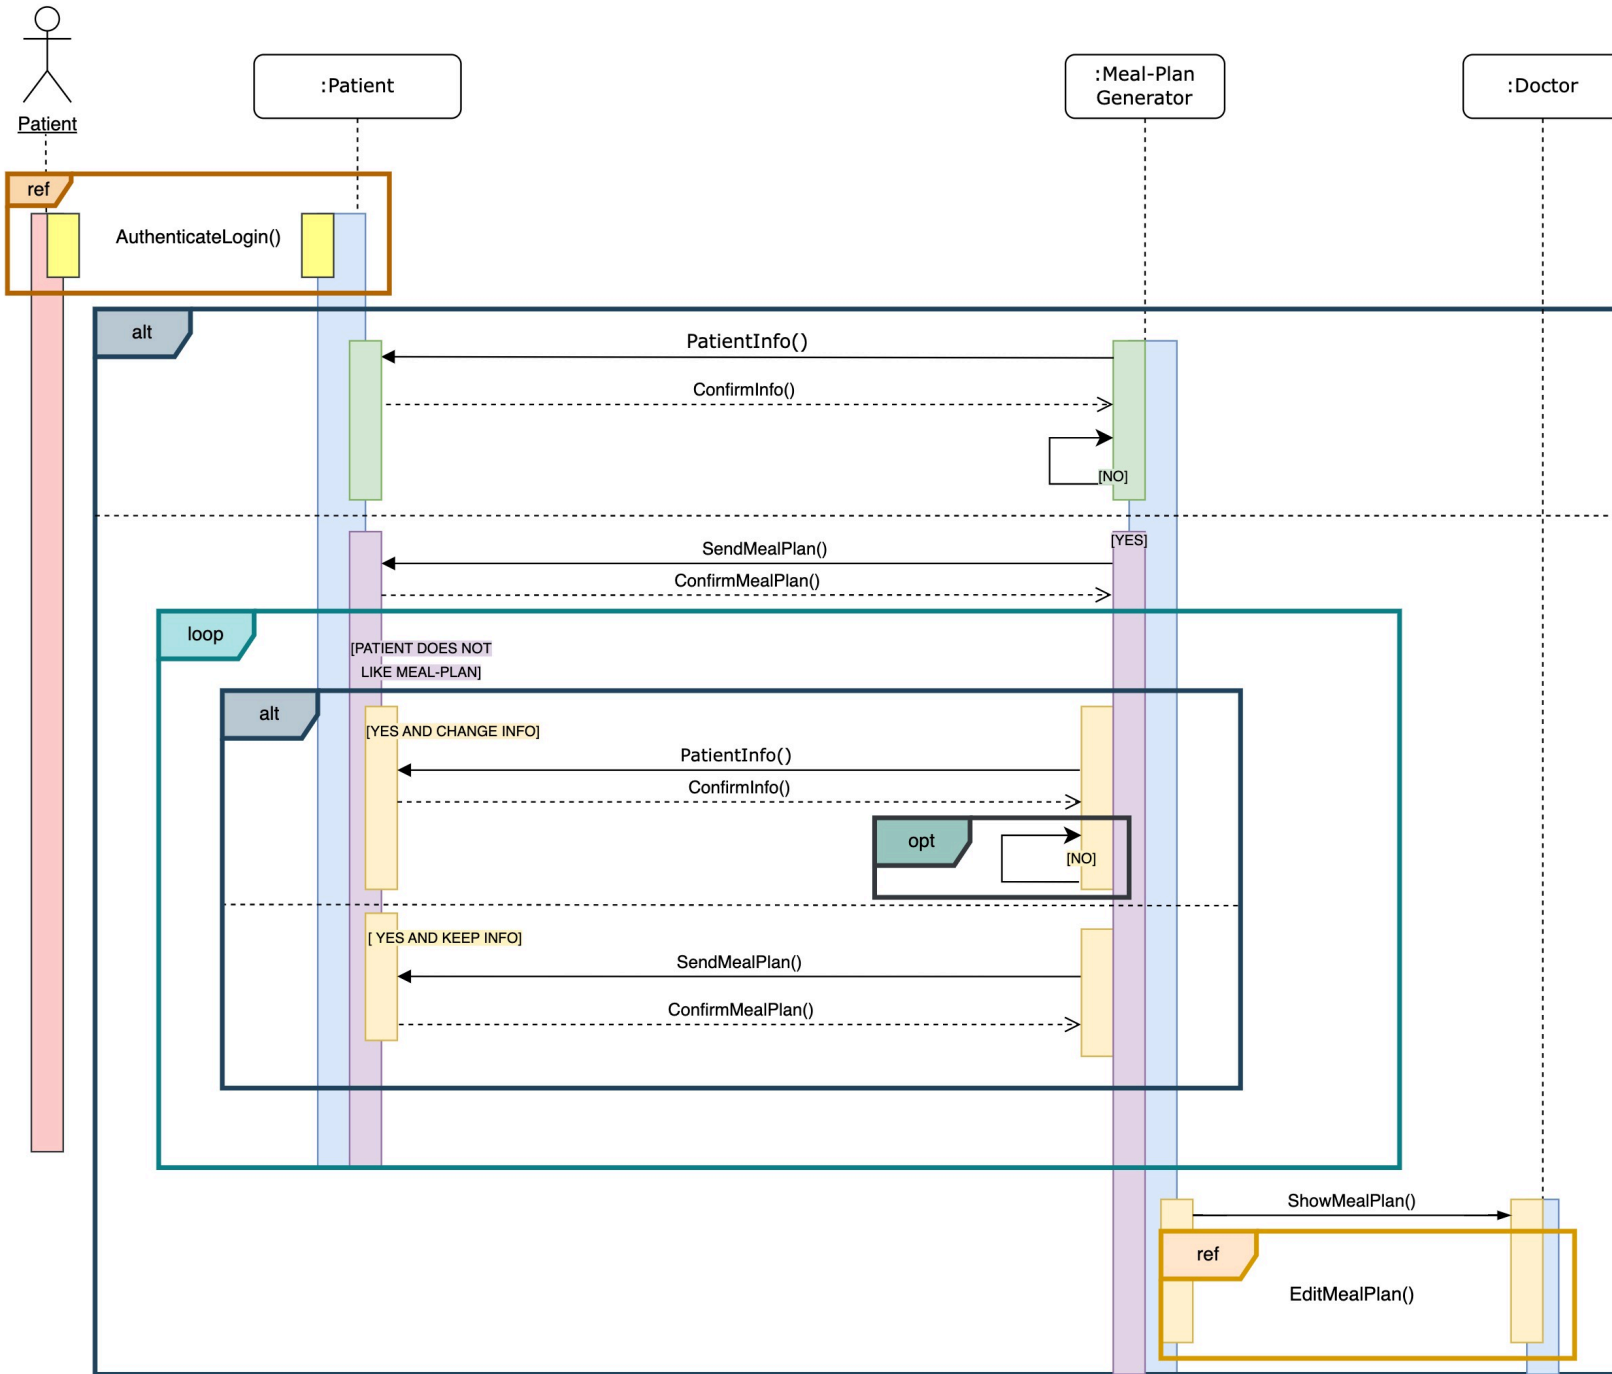 Patient
:Patient
:Meal-Plan
Generator
:Doctor
ref
AuthenticateLogin()
alt
PatientInfo()
ConfirmInfo()
[NO]
[YES]
SendMealPlan()
ConfirmMealPlan()
loop
[PATIENT DOES NOT
LIKE MEAL-PLAN]
alt
[YES AND CHANGE INFO]
PatientInfo()
ConfirmInfo()
opt
[NO]
[ YES AND KEEP INFO]
SendMealPlan()
ConfirmMealPlan()
ShowMealPlan()
ref
EditMealPlan()